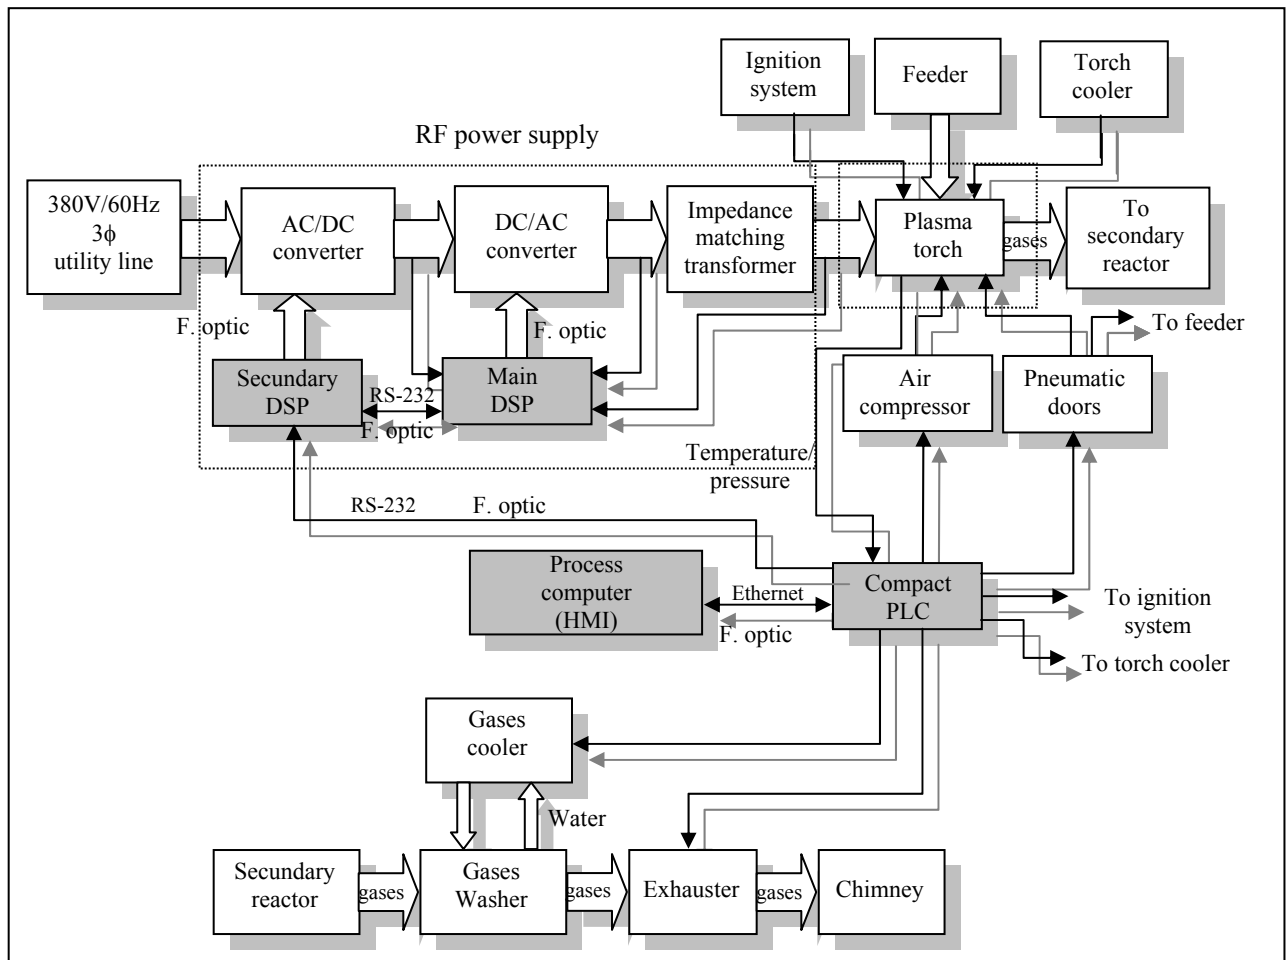 Ignition
system
Feeder
Torch
cooler
RF power supply
380V/60Hz
3ϕ
utility line
AC/DC
converter
DC/AC
converter
Impedance
matching
transformer
Plasma
torch
gases
To
secondary
reactor
F. optic
F. optic
To feeder
Secundary
DSP
RS-232
F. optic
Main
DSP
Air
compressor
Pneumatic
doors
Temperature/
pressure
RS-232
F. optic
Process
computer
(HMI)
Ethernet
F. optic
Compact
PLC
To ignition
system
To torch cooler
Gases
cooler
Water
Secundary
reactor
gases
Gases
Washer
gases
Exhauster
gases
Chimney